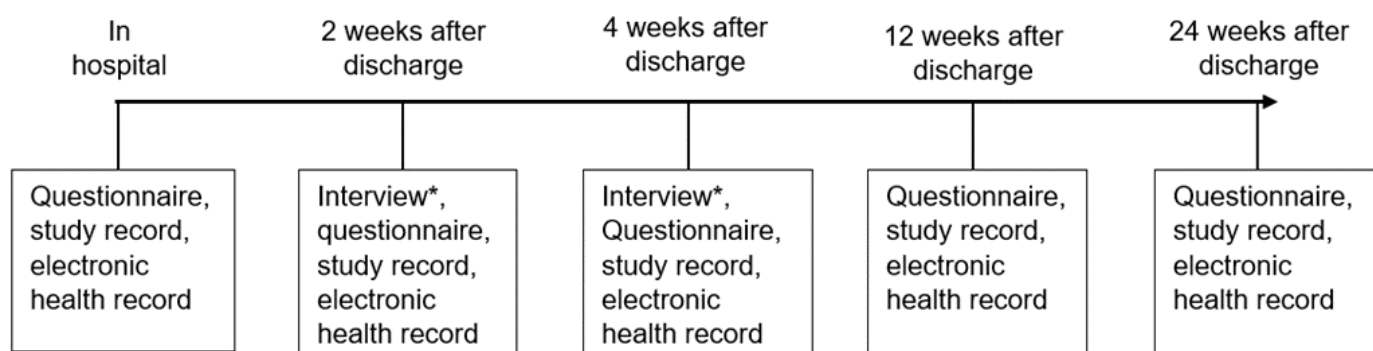 In
hospital
2 weeks after
discharge
4 weeks after
discharge
12 weeks after
discharge
24 weeks after
discharge
Questionnaire,
study record,
electronic
health record
Interview*,
questionnaire,
study record,
electronic
health record
Interview*,
Questionnaire,
study record,
electronic
health record
Questionnaire,
study record,
electronic
health record
Questionnaire,
study record,
electronic
health record